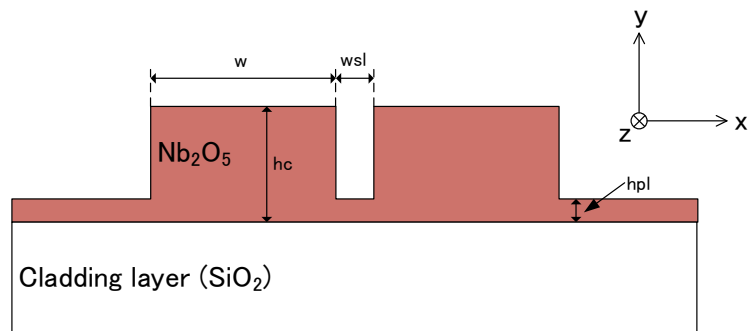 w
wsl
y
x
z
Nb₂O₅
hc
hpl
Cladding layer (SiO₂)